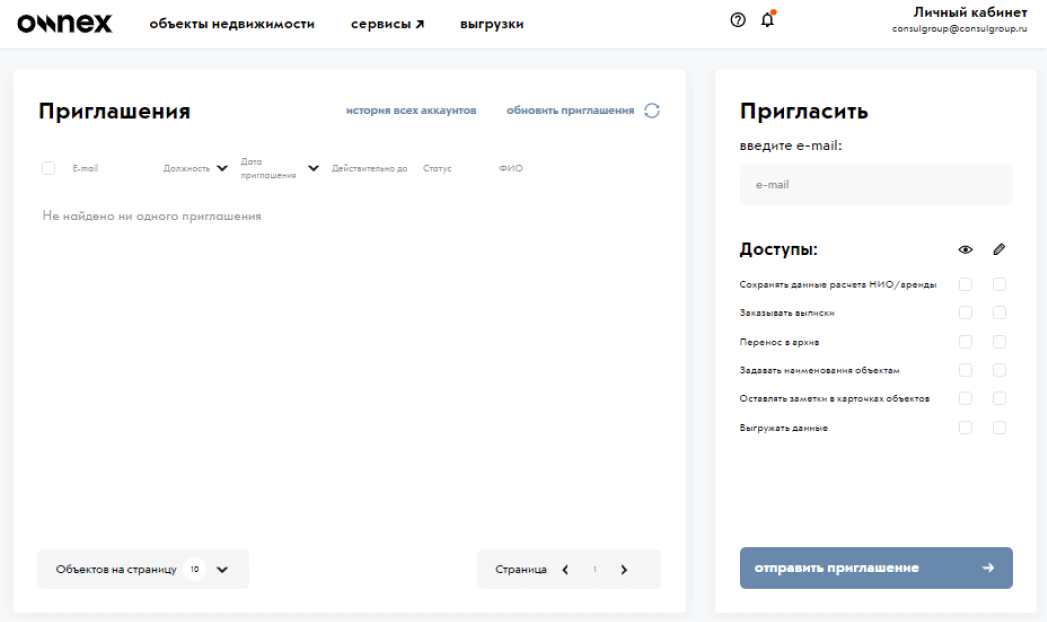 ownex
объекты недвижимости сервисы ↗ выгрузки
Личный кабинет
consulgroup@consulgroup.ru
Приглашения
история всех аккаунтов обновить приглашения
E-mail Должность Дата приглашения Действительно до Статус ФИО
Не найдено ни одного приглашения
Объектов на страницу 10
Страница 1
Пригласить
введите e-mail:
e-mail
Доступы:
Сохранять данные расчета НИО/аренды
Заказывать выписки
Перенос в архив
Задавать наименования объектам
Оставлять заметки в карточках объектов
Выгружать данные
отправить приглашение →